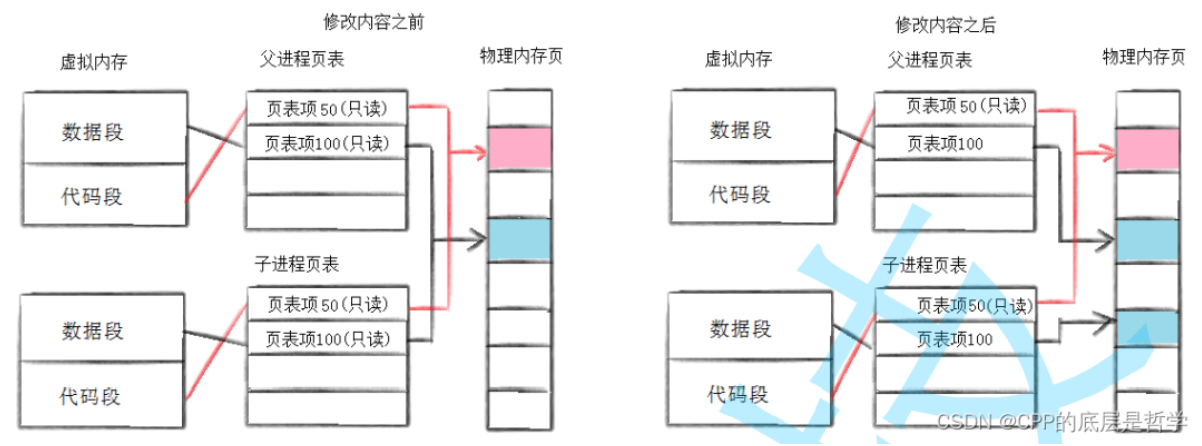 修改内容之前
虚拟内存
父进程页表
物理内存页
数据段
代码段
页表项50(只读)
页表项100(只读)
子进程页表
数据段
代码段
页表项50(只读)
页表项100(只读)
修改内容之后
虚拟内存
父进程页表
物理内存页
数据段
代码段
页表项50(只读)
页表项100
子进程页表
数据段
代码段
页表项50(只读)
页表项100
CSDN @CPP的底层是哲学